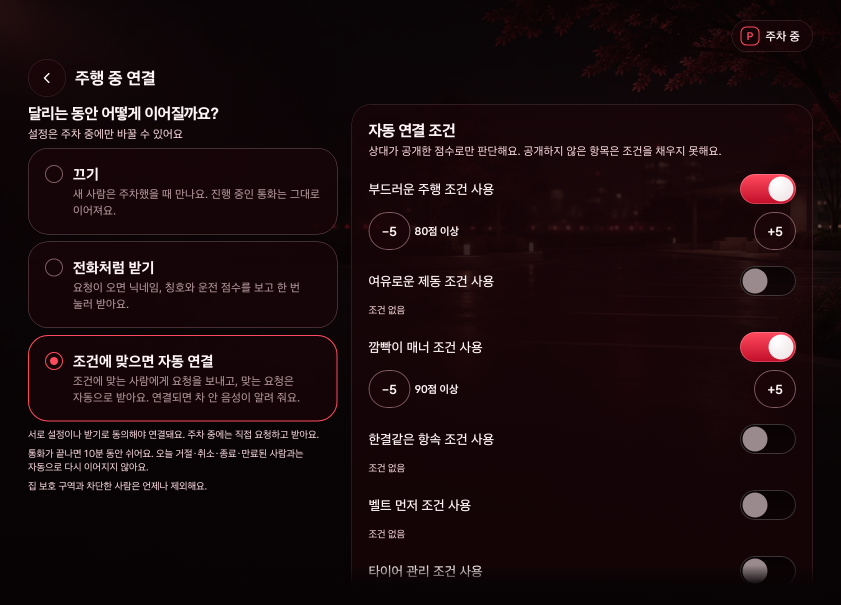 P 주차 중
주행 중 연결
달리는 동안 어떻게 이어질까요?
설정은 주차 중에만 바꿀 수 있어요
끄기
새 사람은 주차했을 때 만나요. 진행 중인 통화는 그대로
이어져요.
전화처럼 받기
요청이 오면 닉네임, 칭호와 운전 점수를 보고 한 번
눌러 받아요.
조건에 맞으면 자동 연결
조건에 맞는 사람에게 요청을 보내고, 맞는 요청은
자동으로 받아요. 연결되면 차 안 음성이 알려 줘요.
서로 설정이나 받기로 동의해야 연결돼요. 주차 중에는 직접 요청하고 받아요.
통화가 끝나면 10분 동안 쉬어요. 오늘 거절·취소·종료·만료된 사람과는
자동으로 다시 이어지지 않아요.
집 보호 구역과 차단한 사람은 언제나 제외해요.
자동 연결 조건
상대가 공개한 점수로만 판단해요. 공개하지 않은 항목은 조건을 채우지 못해요.
부드러운 주행 조건 사용
−5 80점 이상 +5
여유로운 제동 조건 사용
조건 없음
깜빡이 매너 조건 사용
−5 90점 이상 +5
한결같은 항속 조건 사용
조건 없음
벨트 먼저 조건 사용
조건 없음
타이어 관리 조건 사용